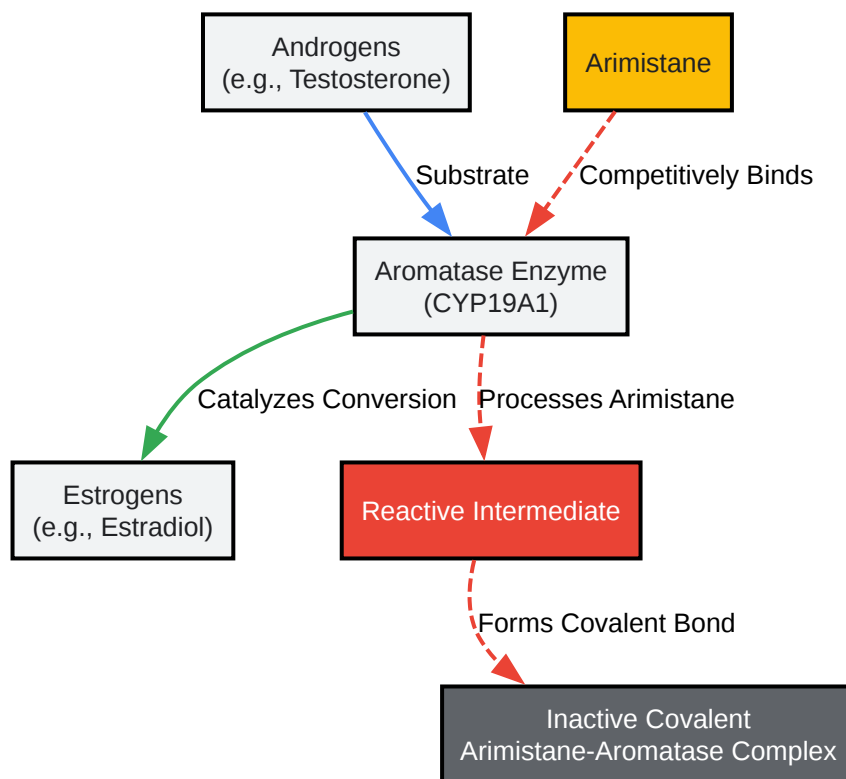 Androgens
(e.g., Testosterone)
Arimistane
Substrate
Competitively Binds
Aromatase Enzyme
(CYP19A1)
Catalyzes Conversion
Processes Arimistane
Estrogens
(e.g., Estradiol)
Reactive Intermediate
Forms Covalent Bond
Inactive Covalent
Arimistane-Aromatase Complex